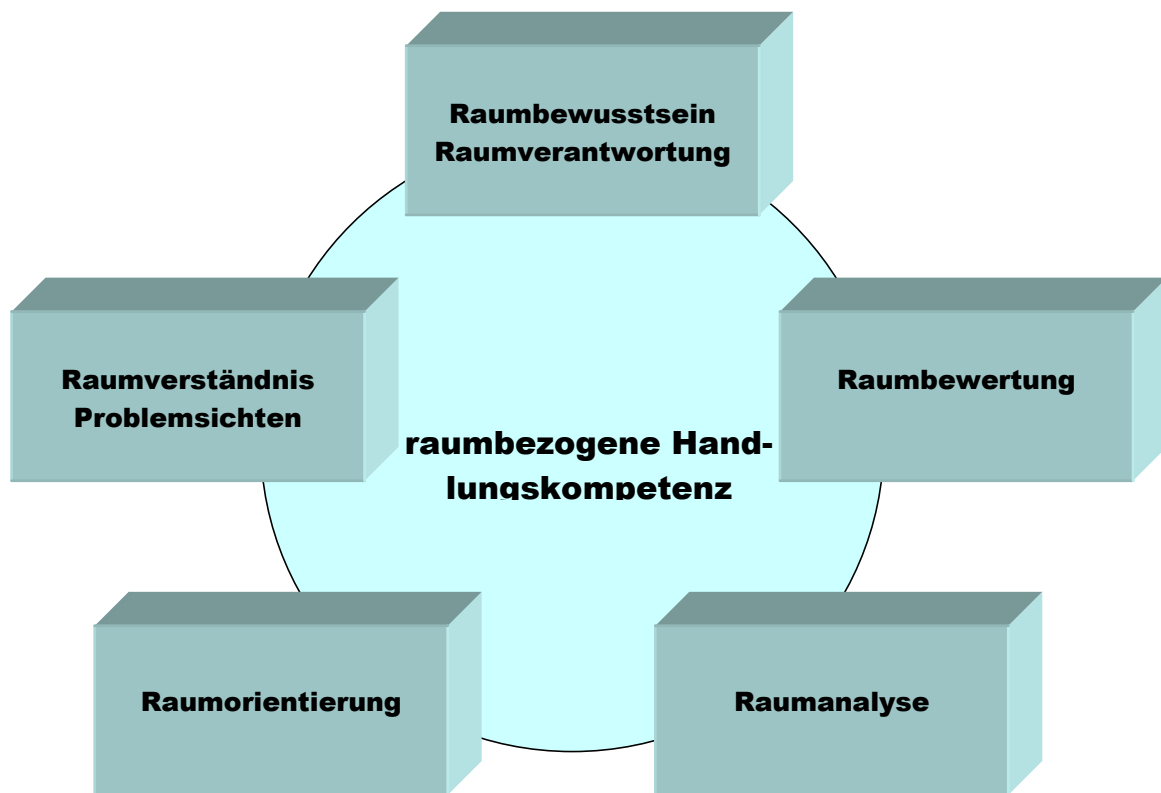 Raumbewusstsein
Raumverantwortung
Raumverständnis
Problemsichten
Raumbewertung
raumbezogene Hand-
lungskompetenz
Raumorientierung
Raumanalyse